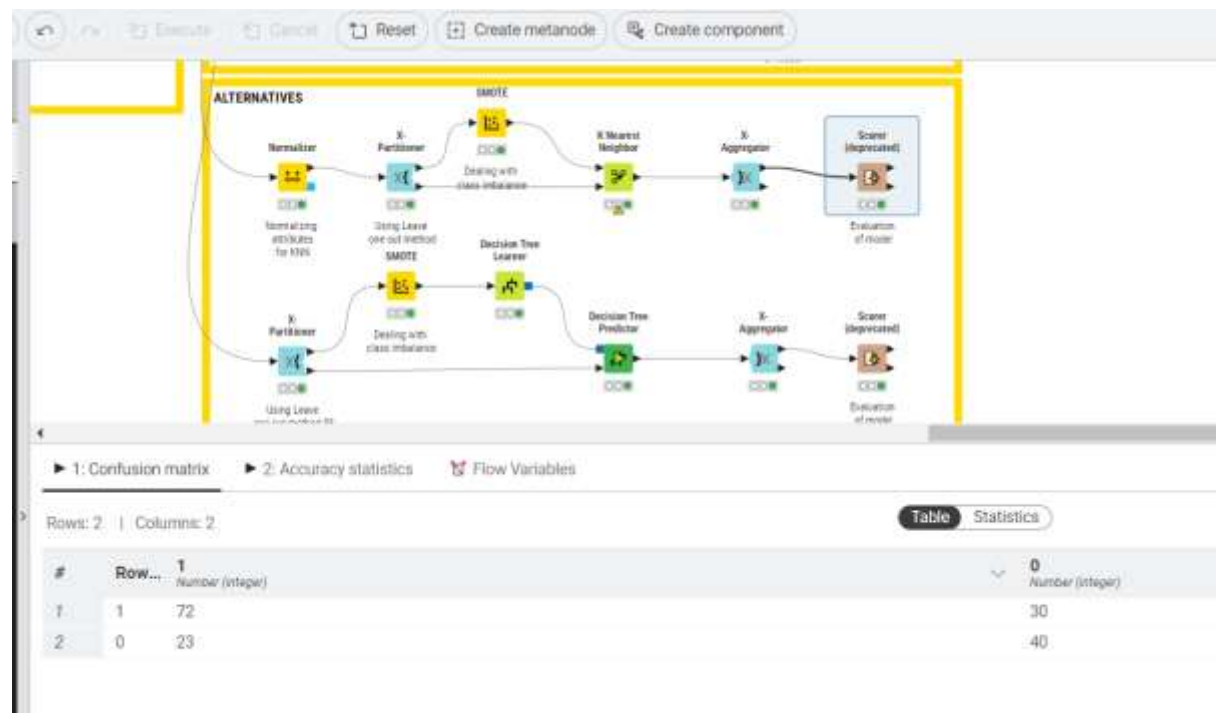 Execute Cancel Reset Create metanode Create component
ALTERNATIVES
SMOTE
Normalizer
X-
Partitioner
K Nearest
Neighbor
X-
Aggregator
Scorer
(deprecated)
Dealing with
class imbalance
Normalizing
attributes
for KNN
Using Leave
one out method
Evaluation
of model
SMOTE
Decision Tree
Learner
X-
Partitioner
Dealing with
class imbalance
Decision Tree
Predictor
X-
Aggregator
Scorer
(deprecated)
Using Leave
one out method
Evaluation
of model
1: Confusion matrix 2: Accuracy statistics Flow Variables
Rows: 2 | Columns: 2 Table Statistics
# Row... 1 0
Number (integer) Number (integer)
1 1 72 30
2 0 23 40